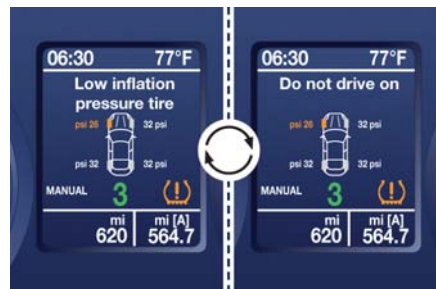 06:30 77°F
Low inflation
pressure tire
psi 26 32 psi
psi 32 32 psi
MANUAL 3 (!)
mi mi [A]
620 564.7
06:30 77°F
Do not drive on
psi 26 32 psi
psi 32 32 psi
MANUAL 3 (!)
mi mi [A]
620 564.7